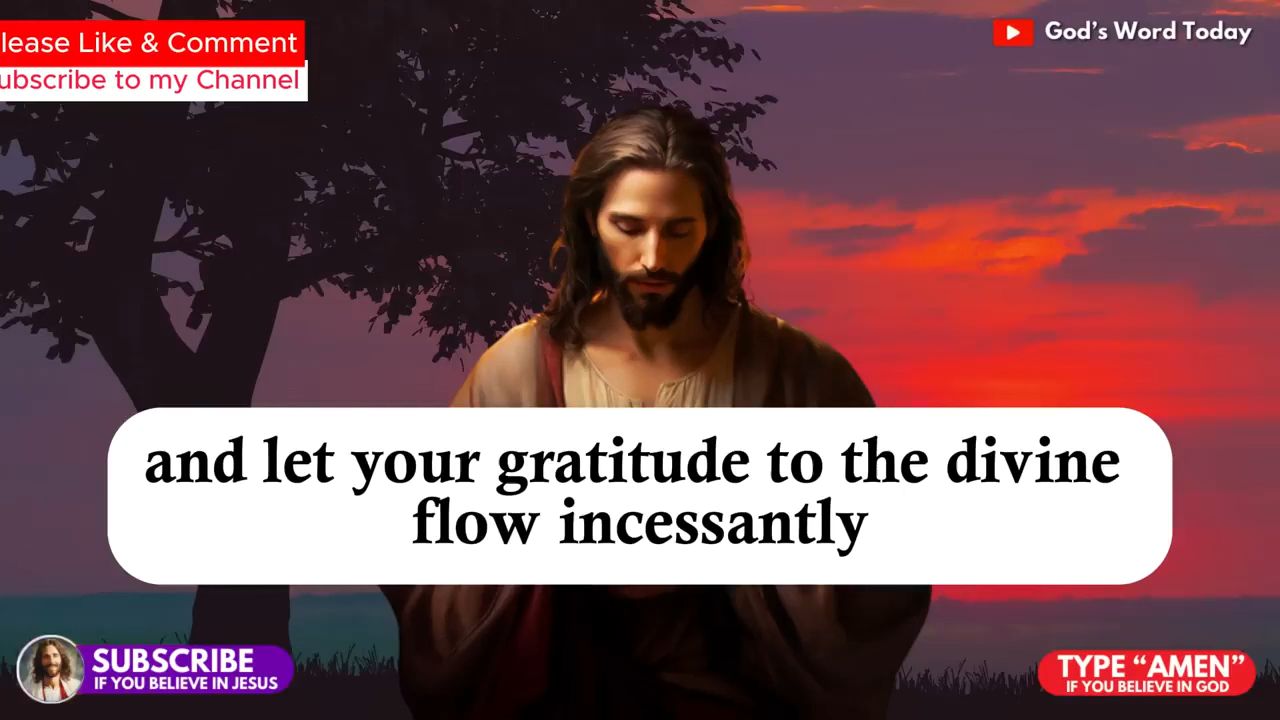 lease Like & Comment
ubscribe to my Channel
God's Word Today
and let your gratitude to the divine
flow incessantly
SUBSCRIBE
IF YOU BELIEVE IN JESUS
TYPE “AMEN”
IF YOU BELIEVE IN GOD